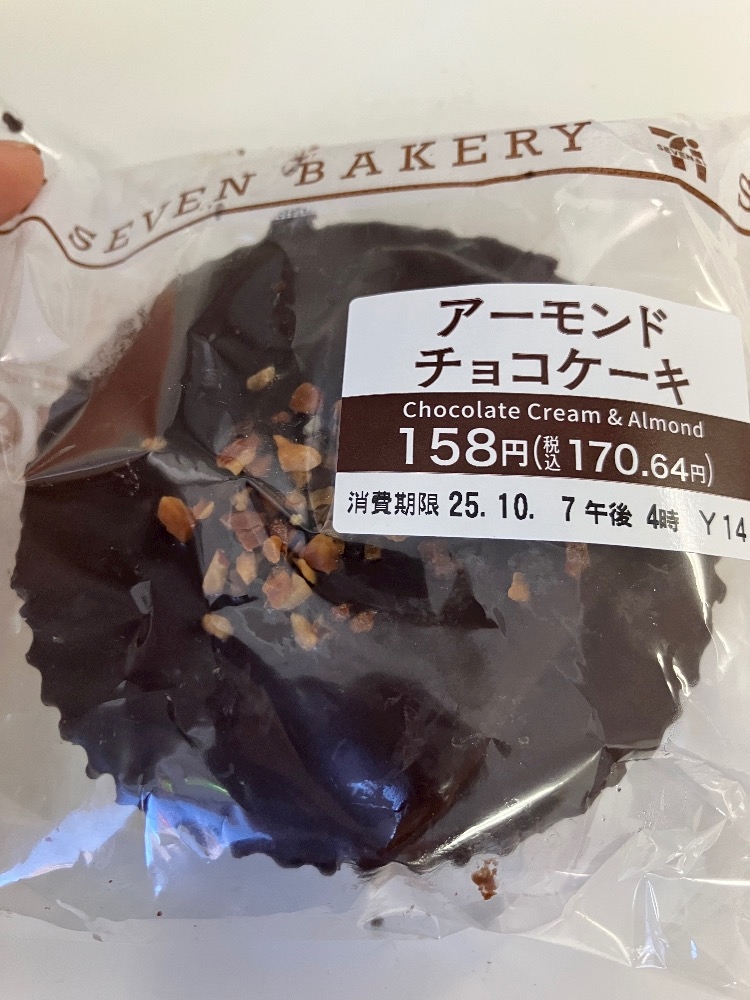 SEVEN BAKERY
アーモンド
チョコケーキ
Chocolate Cream & Almond
158円(税込170.64円)
消費期限 25.10. 7午後 4時 Y14